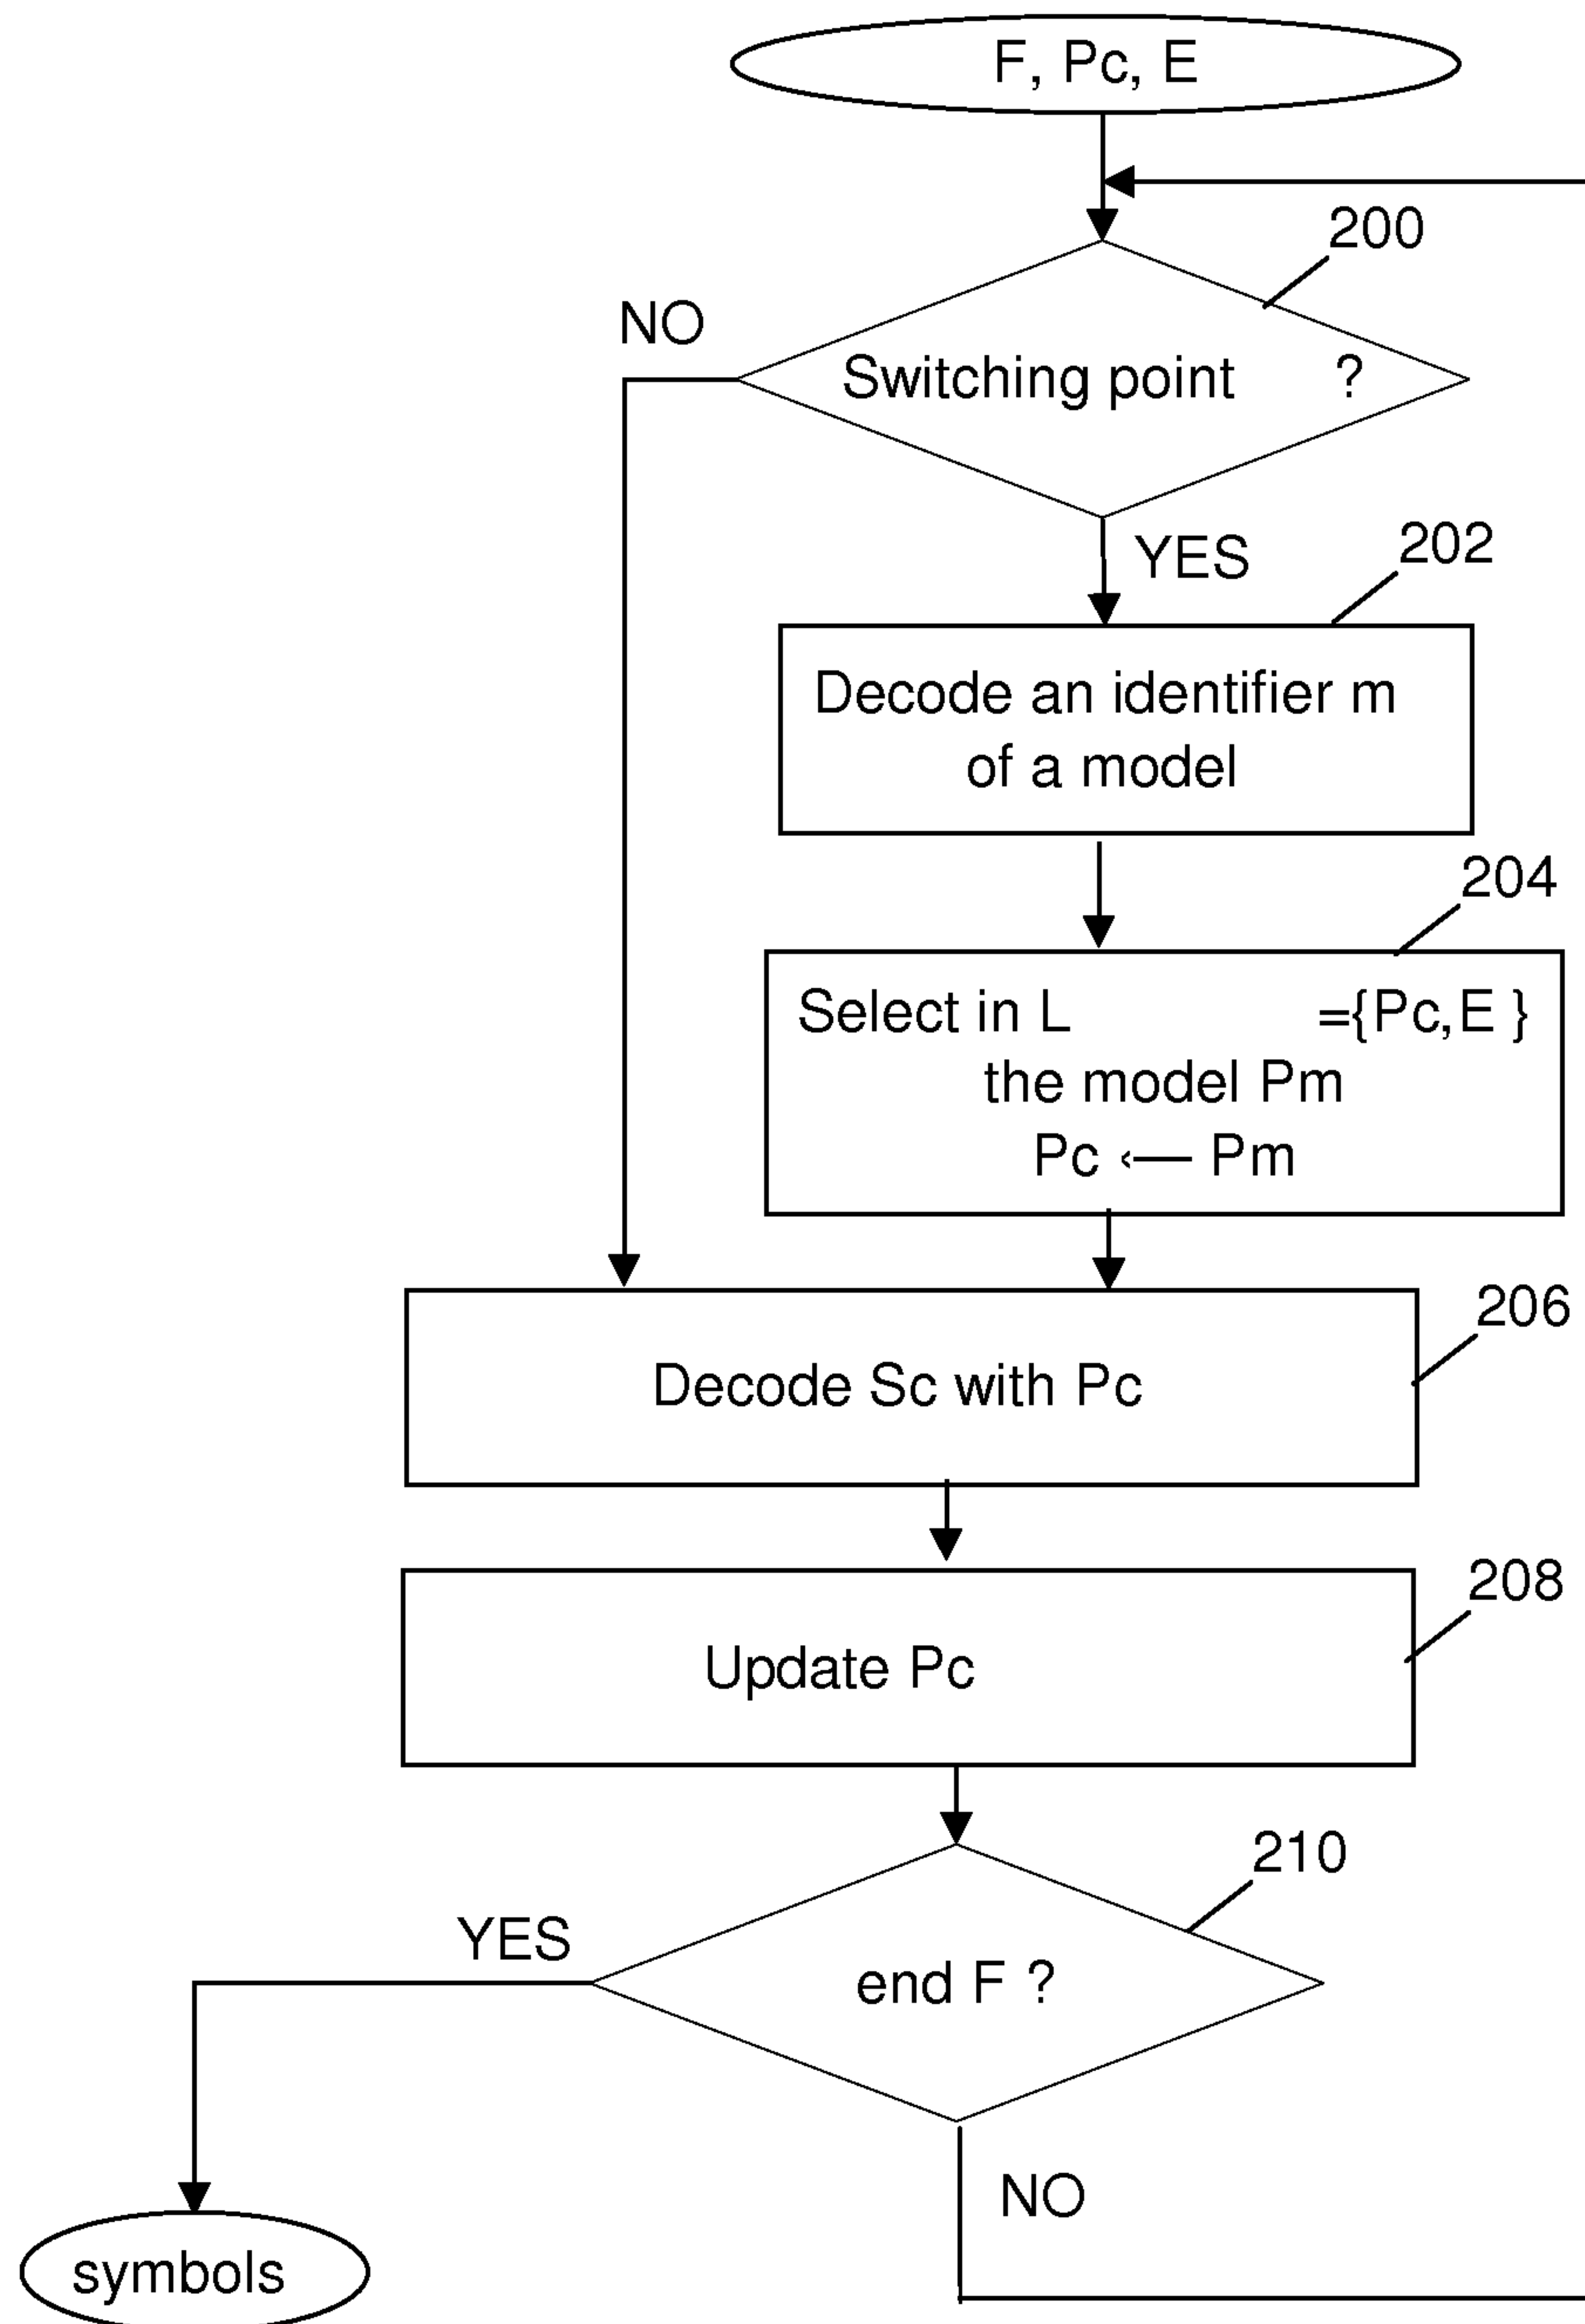 F, Pc, E
200
NO
Switching point ?
YES
202
Decode an identifier m
of a model
204
Select in L ={Pc,E }
the model Pm
Pc ‹— Pm
206
Decode Sc with Pc
208
Update Pc
210
YES
end F ?
NO
symbols